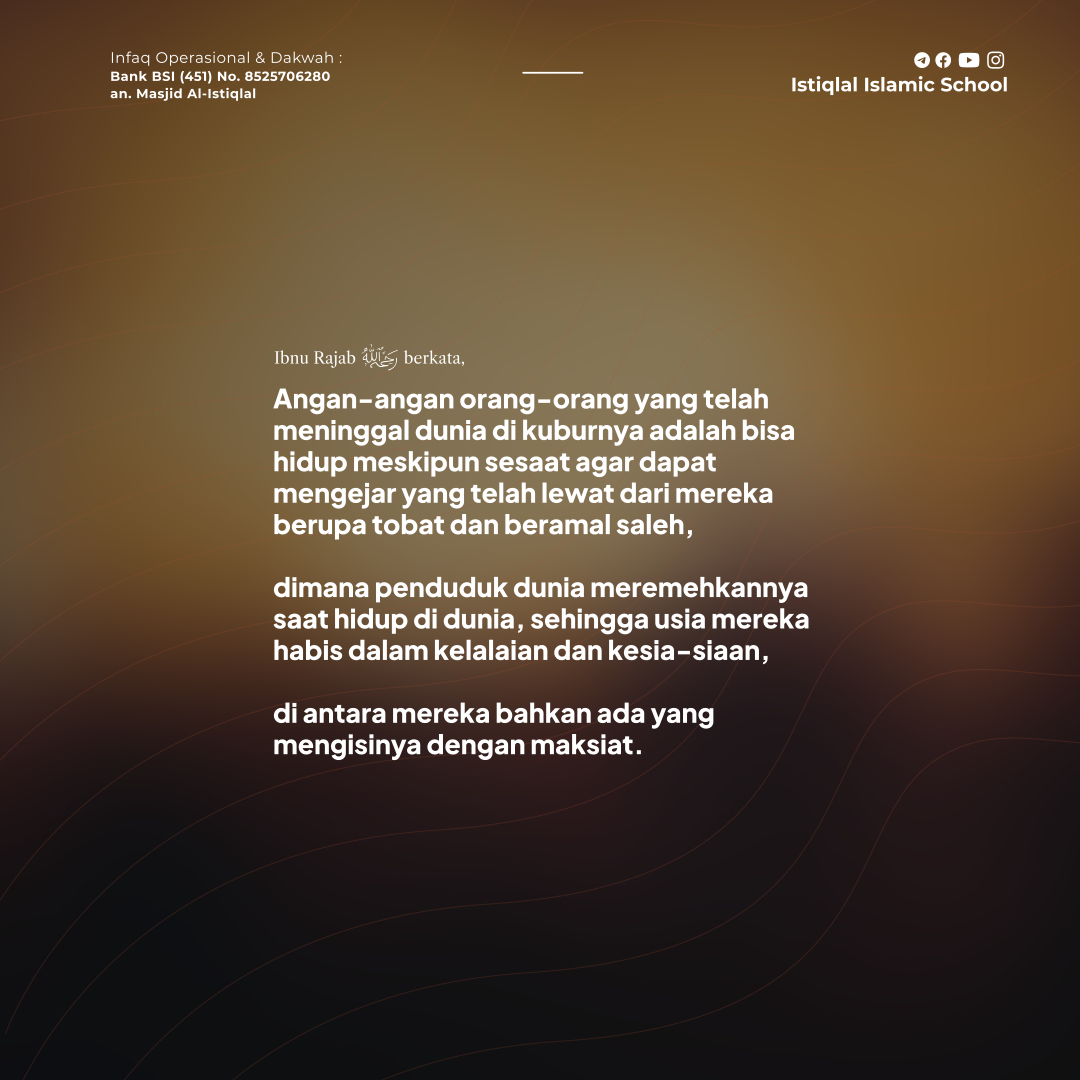 Infaq Operasional & Dakwah :
Bank BSI (451) No. 8525706280
an. Masjid Al-Istiqlal
Istiqlal Islamic School
Ibnu Rajab رَحِمَهُ اللهُ berkata,
Angan-angan orang-orang yang telah
meninggal dunia di kuburnya adalah bisa
hidup meskipun sesaat agar dapat
mengejar yang telah lewat dari mereka
berupa tobat dan beramal saleh,
dimana penduduk dunia meremehkannya
saat hidup di dunia, sehingga usia mereka
habis dalam kelalaian dan kesia-siaan,
di antara mereka bahkan ada yang
mengisinya dengan maksiat.